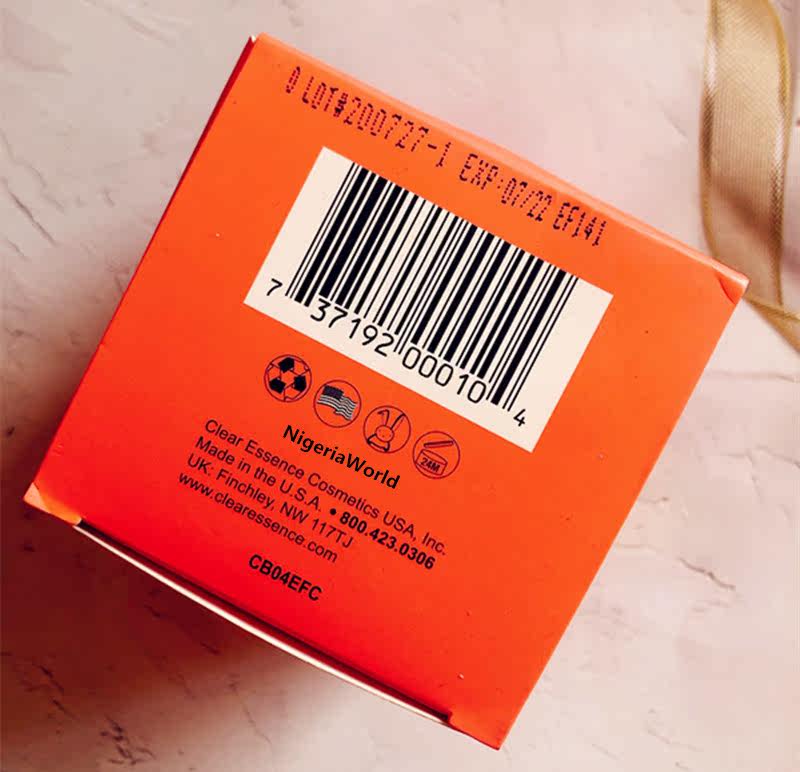 0 LOT#200727-1 EXP:07/22 EF141
7 37192 00010 4
24M
NigeriaWorld
Clear Essence Cosmetics USA, Inc.
Made in the U.S.A. • 800.423.0306
UK: Finchley, NW 117TJ
www.clearessence.com
CB04EFC